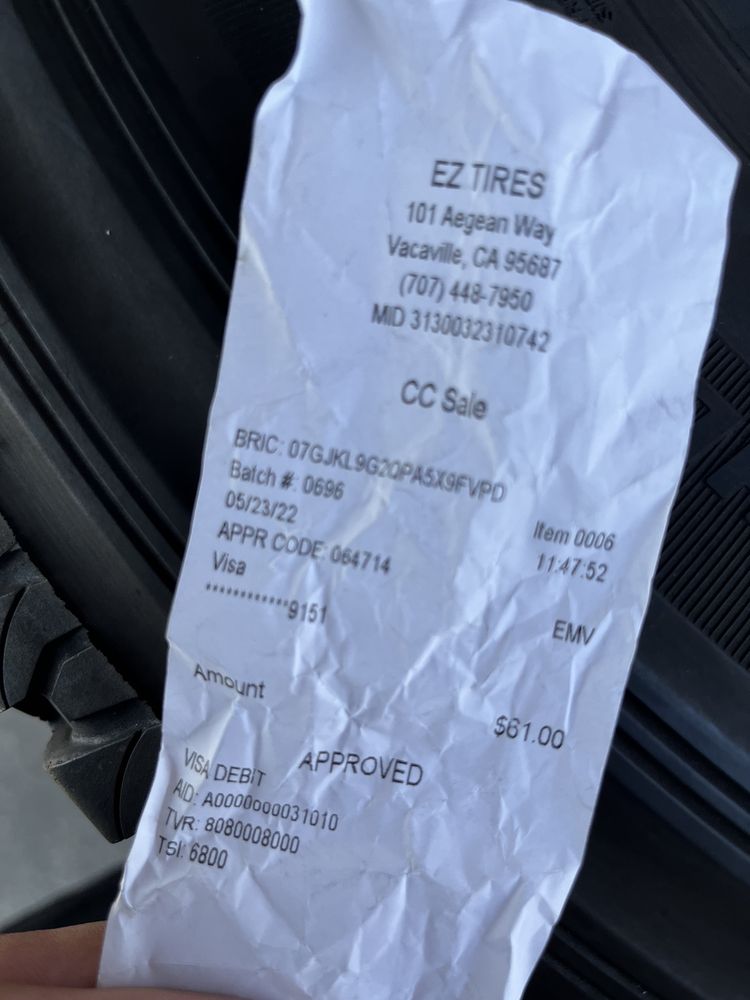 EZ TIRES
101 Aegean Way
Vacaville, CA 95687
(707) 448-7950
MID 3130032310742
CC Sale
BRIC: 07GJKL9G2QPA5X9FVPD
Batch #: 0696 Item 0006
05/23/22 11:47:52
APPR CODE: 064714
Visa EMV
************9151
Amount $61.00
APPROVED
VISA DEBIT
AID: A0000000031010
TVR: 8080008000
TSI: 6800